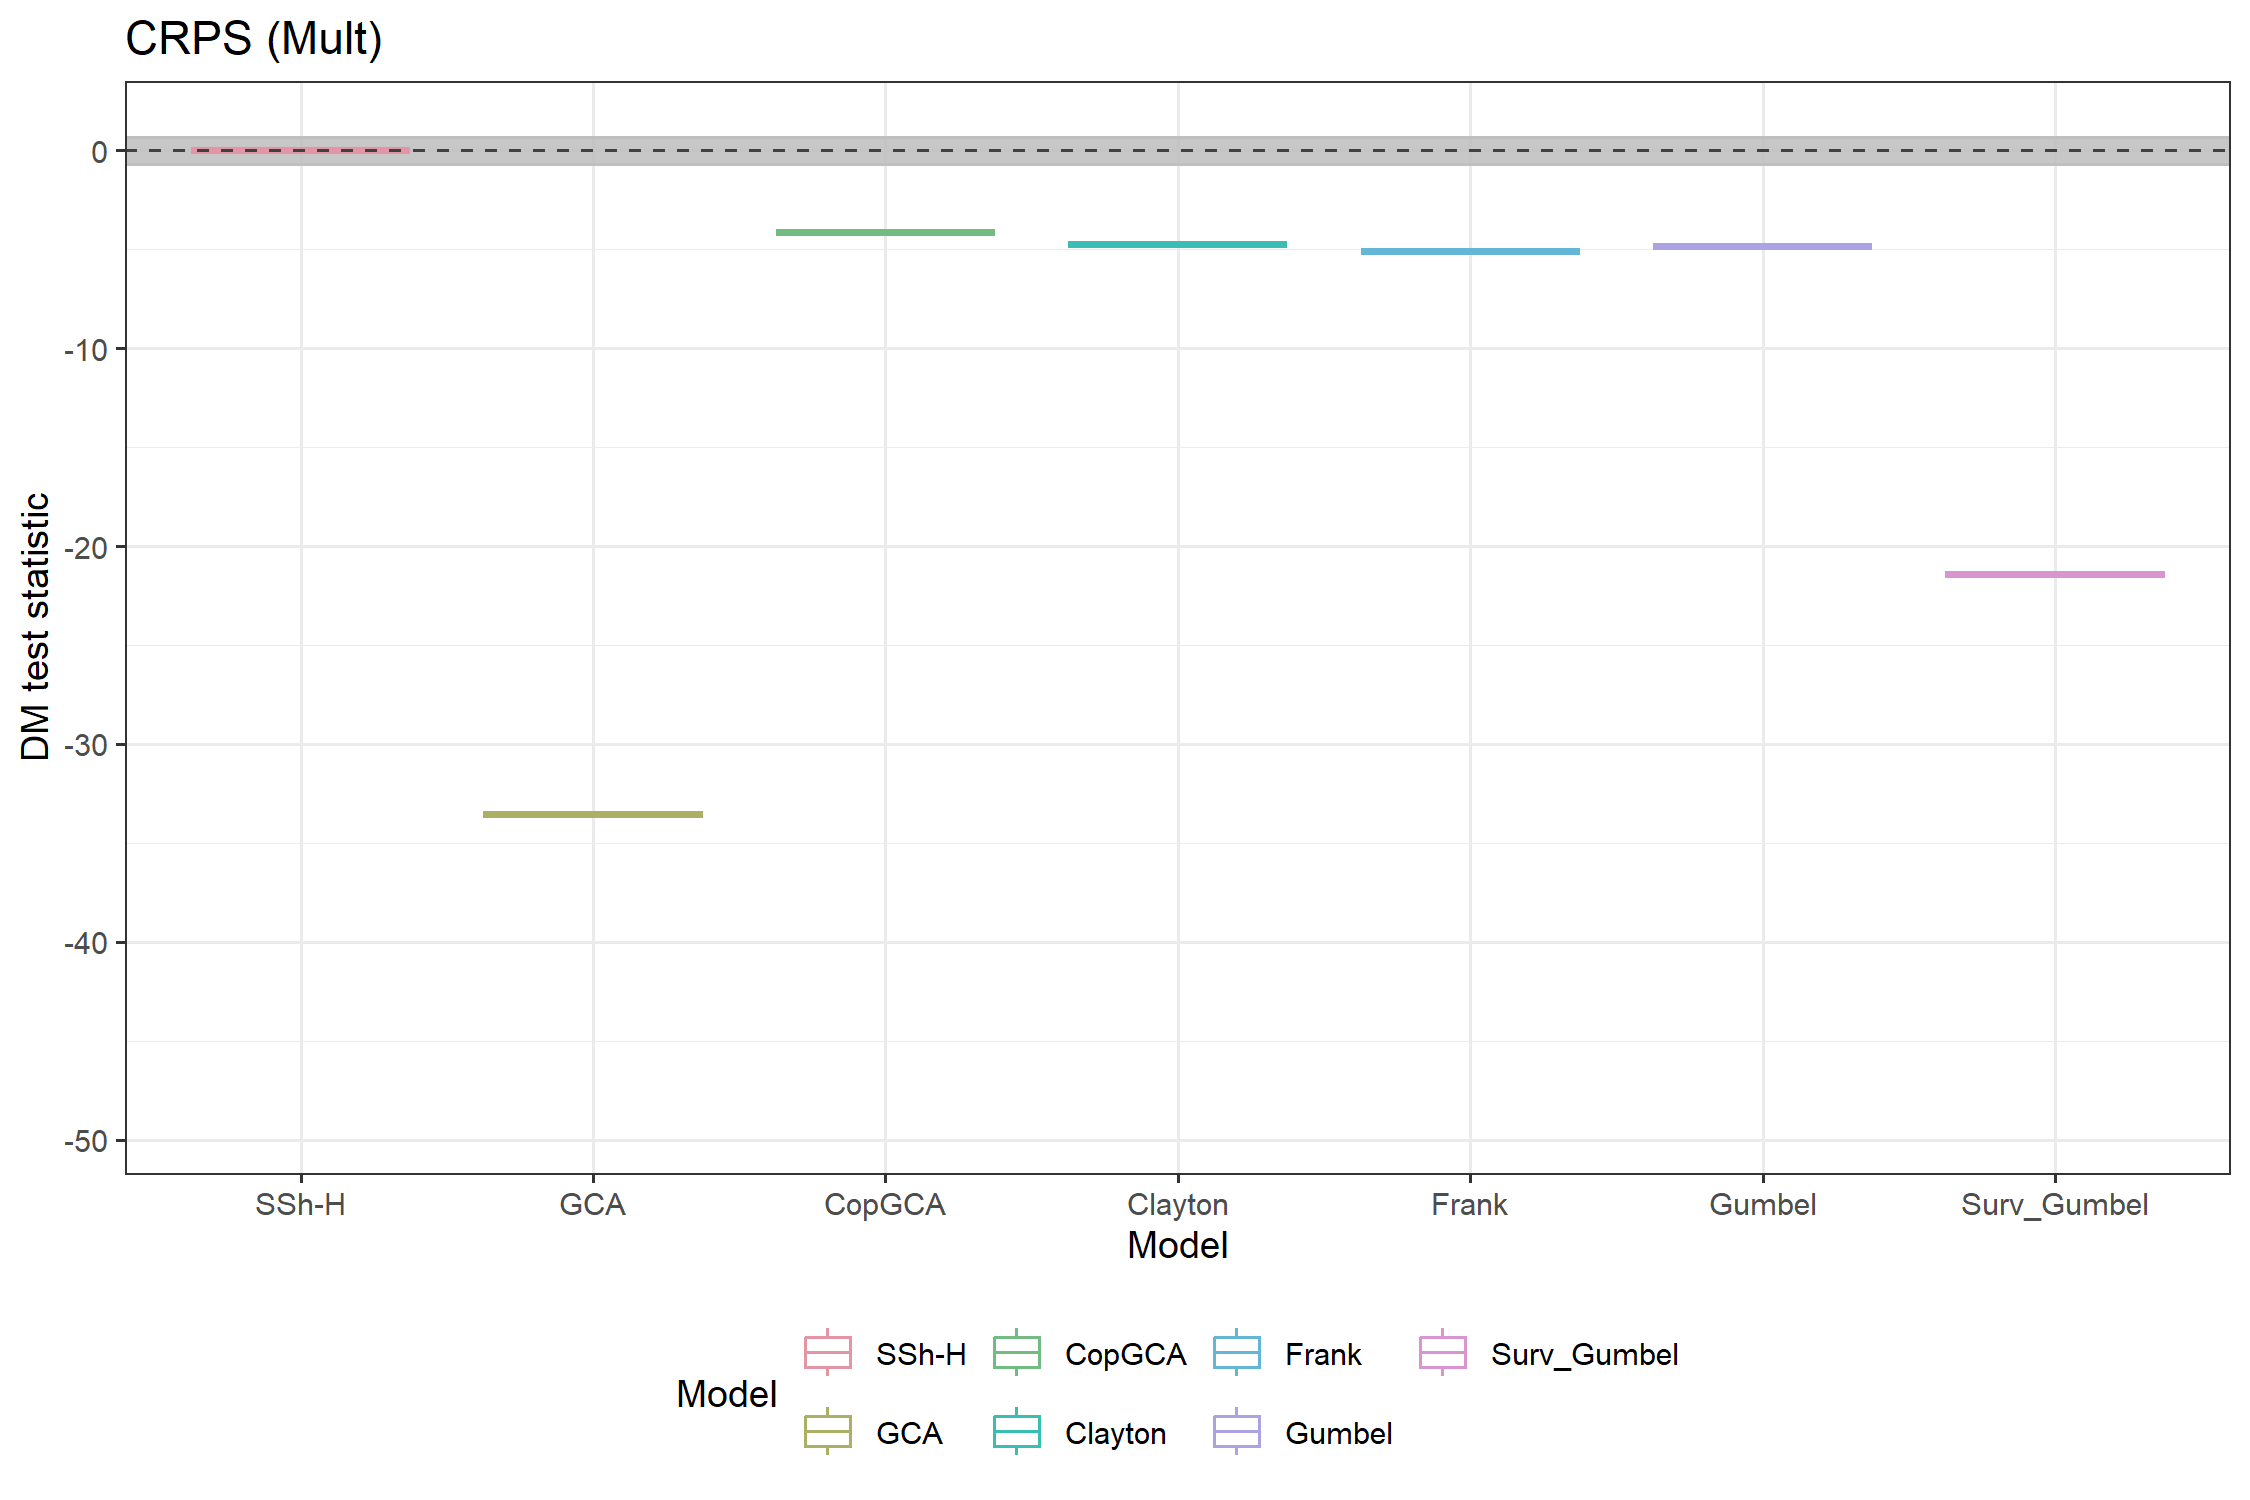 CRPS (Mult)
DM test statistic
0
-10
-20
-30
-40
-50
SSh-H GCA CopGCA Clayton Frank Gumbel Surv_Gumbel
Model
Model
SSh-H CopGCA Frank Surv_Gumbel
GCA Clayton Gumbel